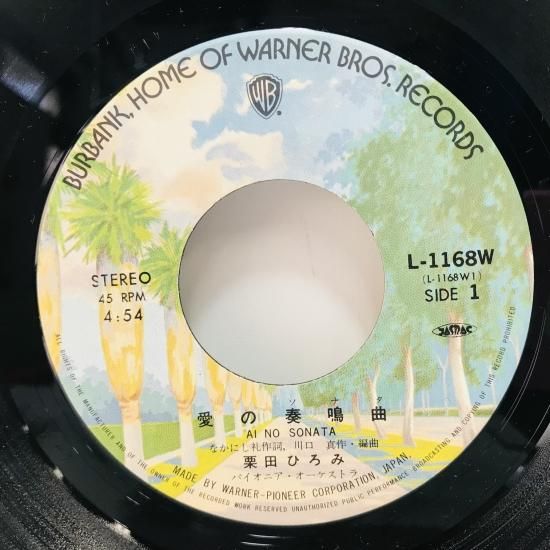 BURBANK, HOME OF WARNER BROS. RECORDS
WB
STEREO
45 RPM
4:54
L-1168W
(L-1168W1)
SIDE 1
JASRAC
ソナタ
愛の奏鳴曲
AI NO SONATA
なかにし礼作詞, 川口 真作・編曲
栗田ひろみ
パイオニア・オーケストラ
MADE BY WARNER-PIONEER CORPORATION, JAPAN.
ALL RIGHTS OF THE MANUFACTURER AND OF THE OWNER OF THE RECORDED WORK RESERVED UNAUTHORIZED PUBLIC PERFORMANCE BROADCASTING AND COPYING OF THIS RECORD PROHIBITED